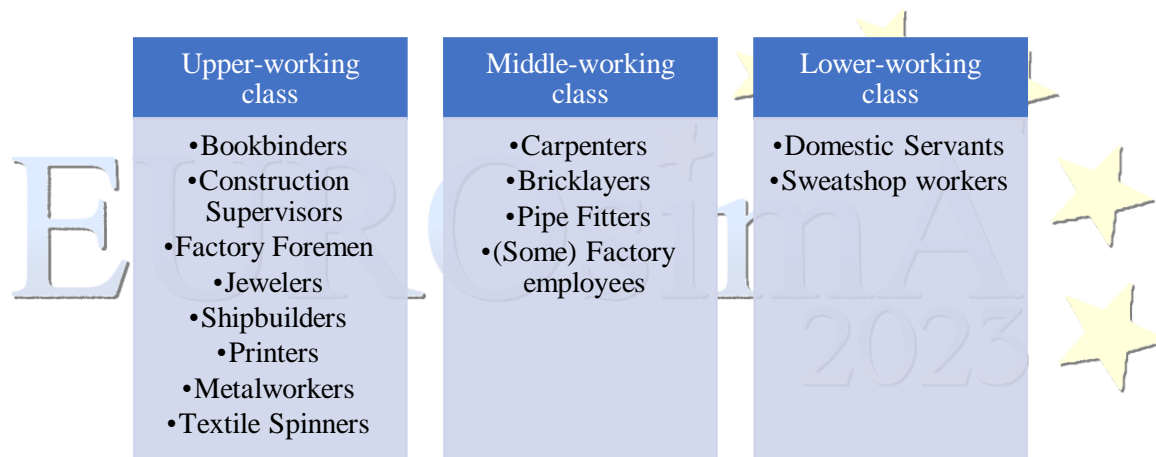 Upper-working
class
•Bookbinders
•Construction
Supervisors
•Factory Foremen
•Jewelers
•Shipbuilders
•Printers
•Metalworkers
•Textile Spinners
Middle-working
class
•Carpenters
•Bricklayers
•Pipe Fitters
•(Some) Factory
employees
Lower-working
class
•Domestic Servants
•Sweatshop workers
EUROsimA
2023